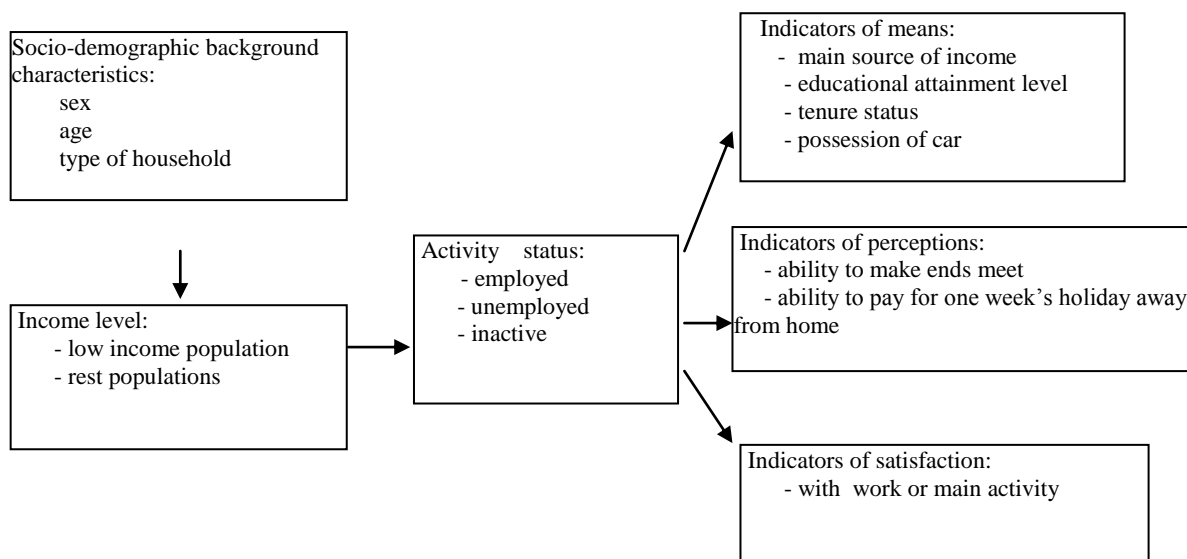 Socio-demographic background
characteristics:
sex
age
type of household
Income level:
- low income population
- rest populations
Activity status:
- employed
- unemployed
- inactive
Indicators of means:
- main source of income
- educational attainment level
- tenure status
- possession of car
Indicators of perceptions:
- ability to make ends meet
- ability to pay for one week’s holiday away
from home
Indicators of satisfaction:
- with work or main activity